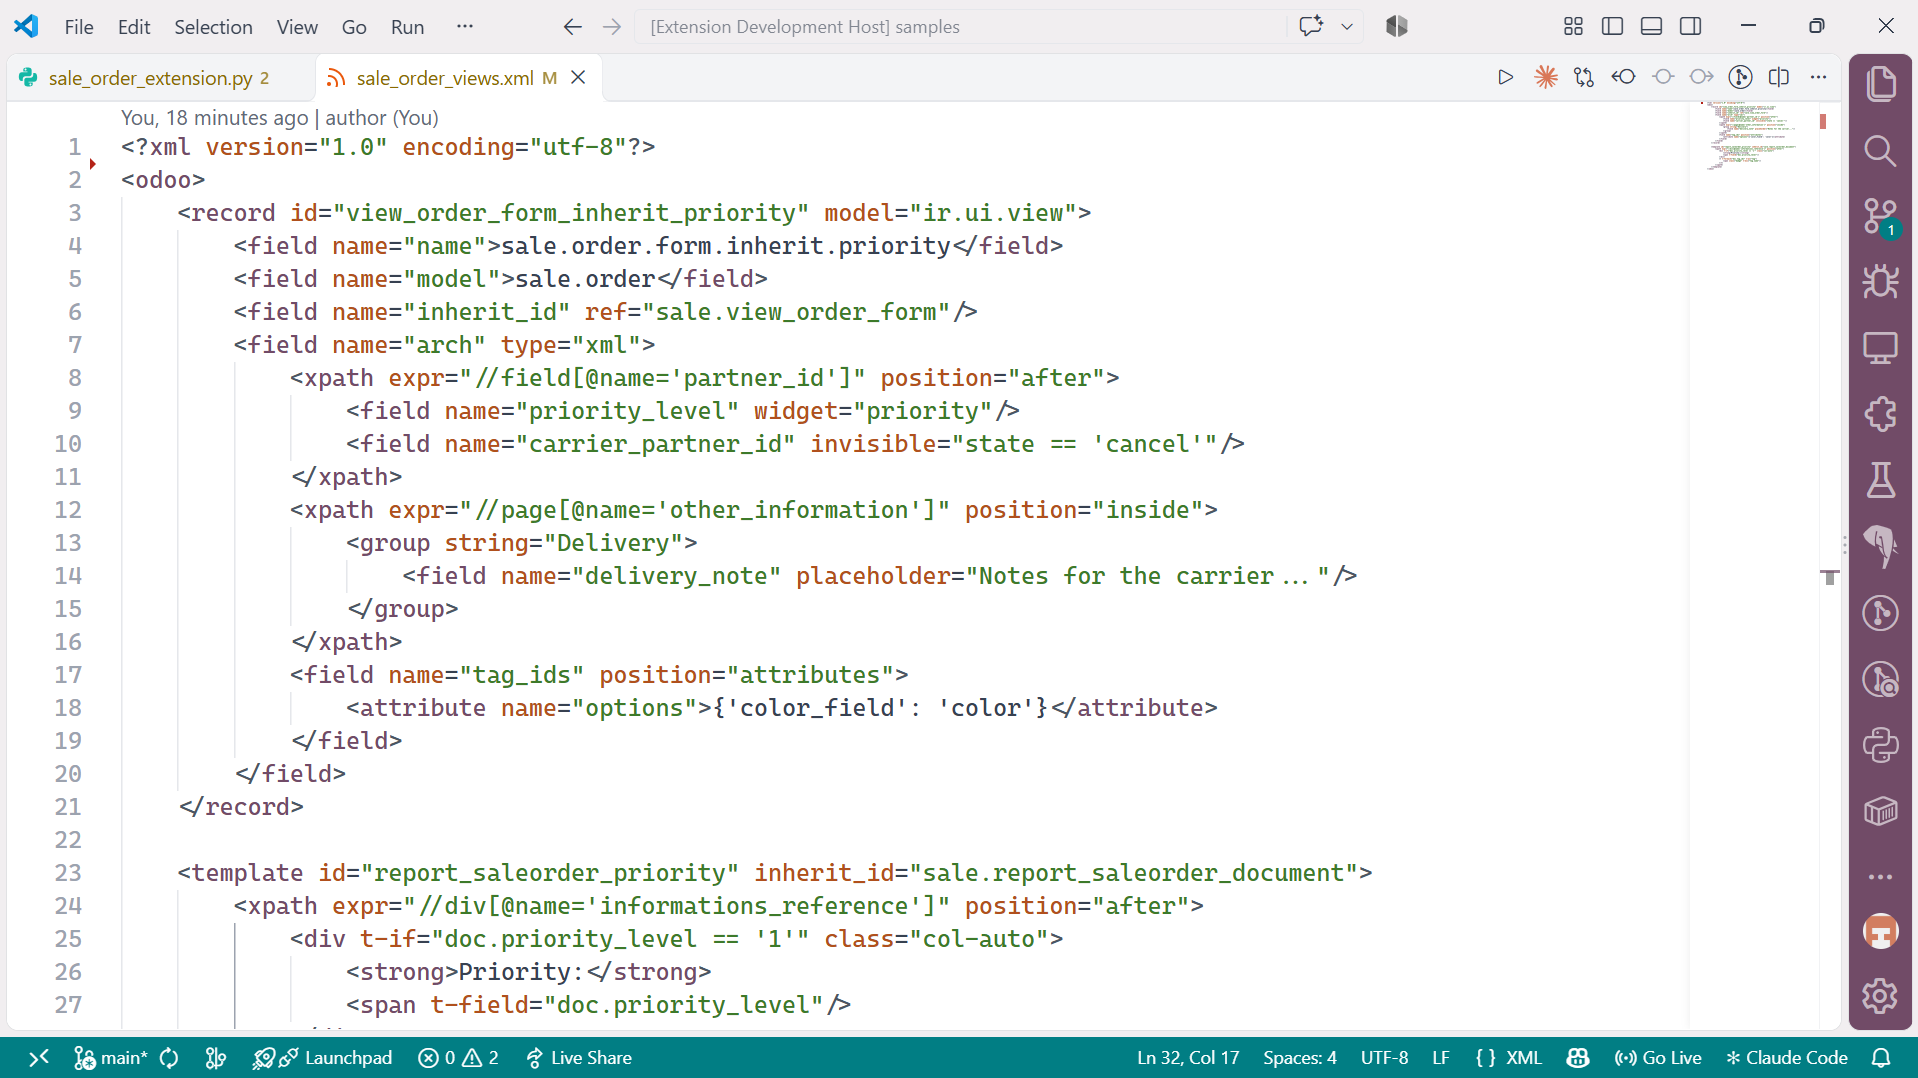 File Edit Selection View Go Run ··· [Extension Development Host] samples
sale_order_extension.py 2 sale_order_views.xml M
You, 18 minutes ago | author (You)
1 <?xml version="1.0" encoding="utf-8"?>
2 <odoo>
3 <record id="view_order_form_inherit_priority" model="ir.ui.view">
4 <field name="name">sale.order.form.inherit.priority</field>
5 <field name="model">sale.order</field>
6 <field name="inherit_id" ref="sale.view_order_form"/>
7 <field name="arch" type="xml">
8 <xpath expr="//field[@name='partner_id']" position="after">
9 <field name="priority_level" widget="priority"/>
10 <field name="carrier_partner_id" invisible="state == 'cancel'"/>
11 </xpath>
12 <xpath expr="//page[@name='other_information']" position="inside">
13 <group string="Delivery">
14 <field name="delivery_note" placeholder="Notes for the carrier..."/>
15 </group>
16 </xpath>
17 <field name="tag_ids" position="attributes">
18 <attribute name="options">{'color_field': 'color'}</attribute>
19 </field>
20 </field>
21 </record>
22
23 <template id="report_saleorder_priority" inherit_id="sale.report_saleorder_document">
24 <xpath expr="//div[@name='informations_reference']" position="after">
25 <div t-if="doc.priority_level == '1'" class="col-auto">
26 <strong>Priority:</strong>
27 <span t-field="doc.priority_level"/>
1
main* Launchpad 0 2 Live Share Ln 32, Col 17 Spaces: 4 UTF-8 LF { } XML Go Live Claude Code